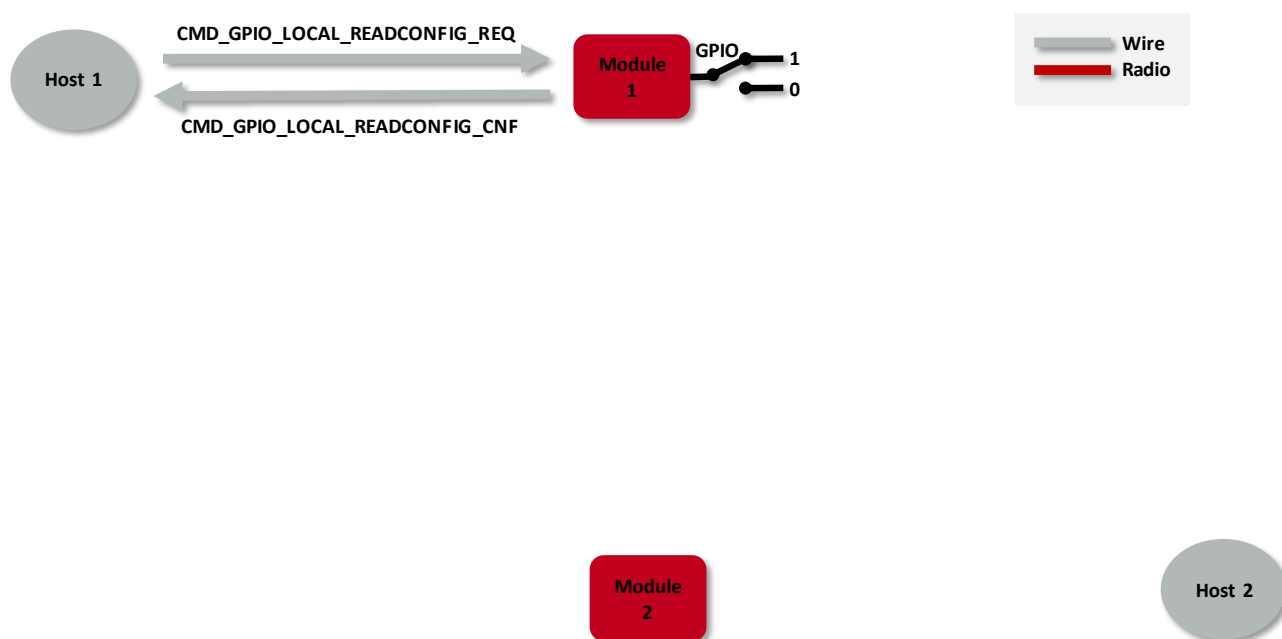 CMD_GPIO_LOCAL_READCONFIG_REQ
Host 1
Module
1
GPIO
1
0
Wire
Radio
CMD_GPIO_LOCAL_READCONFIG_CNF
Module
2
Host 2